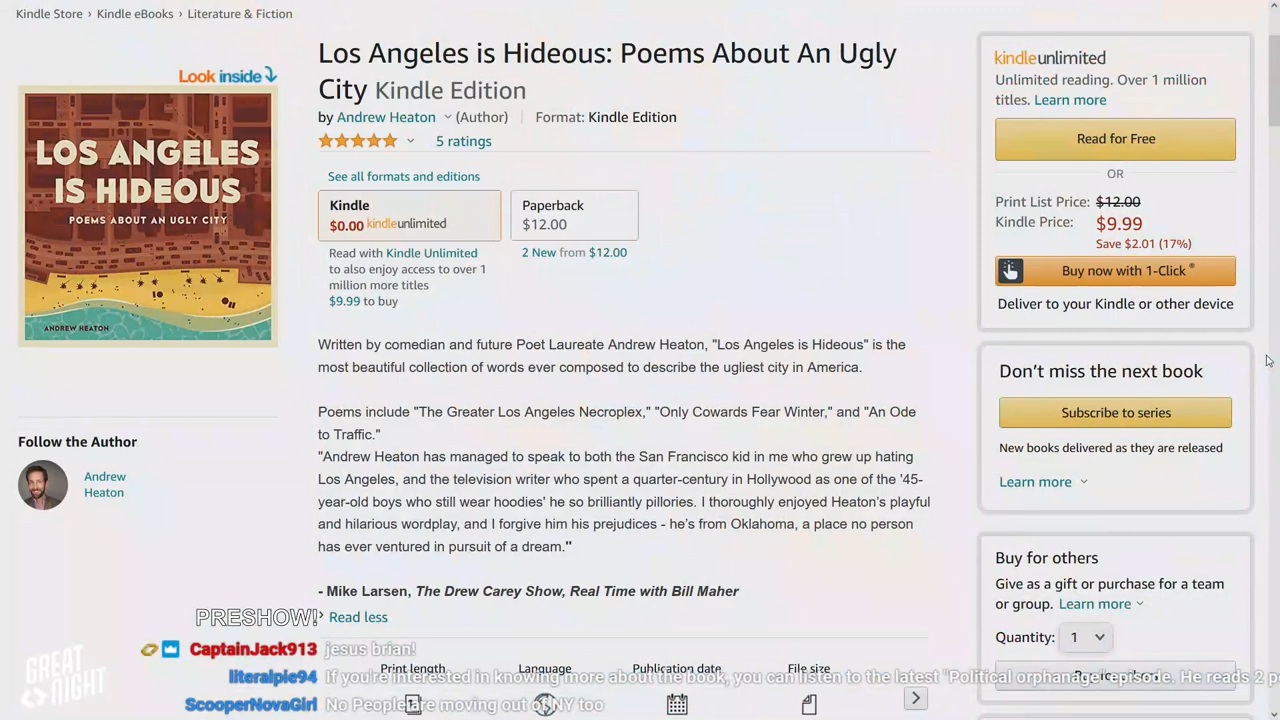 Kindle Store › Kindle eBooks › Literature & Fiction
Look inside
LOS ANGELES
IS HIDEOUS
POEMS ABOUT AN UGLY CITY
ANDREW HEATON
Follow the Author
Andrew
Heaton
Los Angeles is Hideous: Poems About An Ugly
City Kindle Edition
by Andrew Heaton (Author) Format: Kindle Edition
5 ratings
See all formats and editions
Kindle
$0.00 kindleunlimited
Paperback
$12.00
Read with Kindle Unlimited
to also enjoy access to over 1
million more titles
$9.99 to buy
2 New from $12.00
Written by comedian and future Poet Laureate Andrew Heaton, "Los Angeles is Hideous" is the
most beautiful collection of words ever composed to describe the ugliest city in America.
Poems include "The Greater Los Angeles Necroplex," "Only Cowards Fear Winter," and "An Ode
to Traffic."
"Andrew Heaton has managed to speak to both the San Francisco kid in me who grew up hating
Los Angeles, and the television writer who spent a quarter-century in Hollywood as one of the '45-
year-old boys who still wear hoodies' he so brilliantly pillories. I thoroughly enjoyed Heaton's playful
and hilarious wordplay, and I forgive him his prejudices - he's from Oklahoma, a place no person
has ever ventured in pursuit of a dream."
- Mike Larsen, The Drew Carey Show, Real Time with Bill Maher
Read less
Print length
Language
Publication date
File size
kindleunlimited
Unlimited reading. Over 1 million
titles. Learn more
Read for Free
OR
Print List Price: $12.00
Kindle Price: $9.99
Save $2.01 (17%)
Buy now with 1-Click ®
Deliver to your Kindle or other device
Don't miss the next book
Subscribe to series
New books delivered as they are released
Learn more
Buy for others
Give as a gift or purchase for a team
or group. Learn more
Quantity: 1
PRESHOW!
CaptainJack913 jesus brian!
literalpie94 If you're interested in knowing more about the book, you can listen to the latest "Political orphanage" episode. He reads 2 po
ScooperNovaGirl No People are moving out of NY too
GREAT
NIGHT